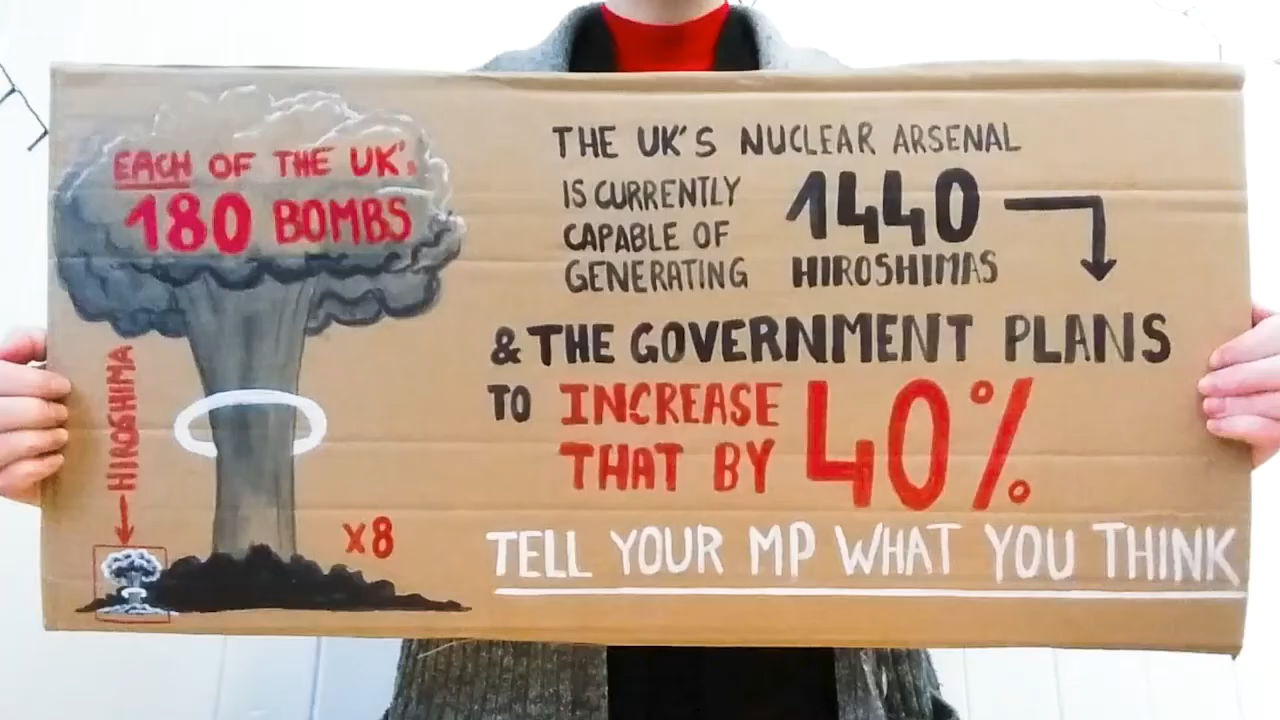 EACH OF THE UK'S
180 BOMBS
HIROSHIMA
x8
THE UK'S NUCLEAR ARSENAL
IS CURRENTLY
CAPABLE OF
GENERATING
1440
HIROSHIMAS
& THE GOVERNMENT PLANS
TO INCREASE
THAT BY
40%
TELL YOUR MP WHAT YOU THINK